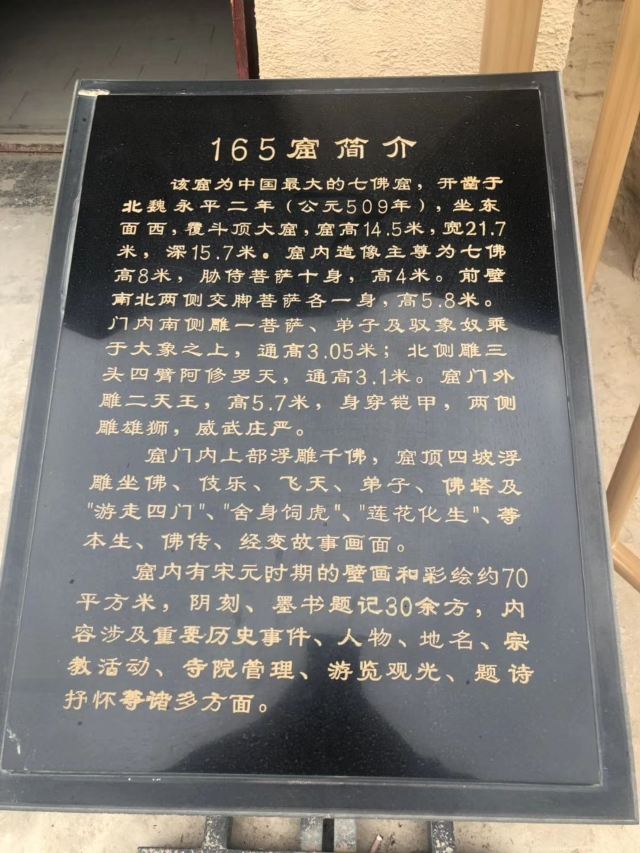 165窟简介
该窟为中国最大的七佛窟，开凿于
北魏永平二年（公元509年），坐东
面西，覆斗顶大窟，窟高14.5米，宽21.7
米，深15.7米。窟内造像主尊为七佛
高8米，胁侍菩萨十身，高4米。前壁
南北两侧交脚菩萨各一身，高5.8米。
门内南侧雕一菩萨、弟子及驭象奴乘
于大象之上，通高3.05米；北侧雕三
头四臂阿修罗天，通高3.1米。窟门外
雕二天王，高5.7米，身穿铠甲，两侧
雕雄狮，威武庄严。
窟门内上部浮雕千佛，窟顶四坡浮
雕坐佛、伎乐、飞天、弟子、佛塔及
"游走四门"、"舍身饲虎"、"莲花化生"、等
本生、佛传、经变故事画面。
窟内有宋元时期的壁画和彩绘约70
平方米，阴刻、墨书题记30余方，内
容涉及重要历史事件、人物、地名、宗
教活动、寺院管理、游览观光、题诗
抒怀等诸多方面。